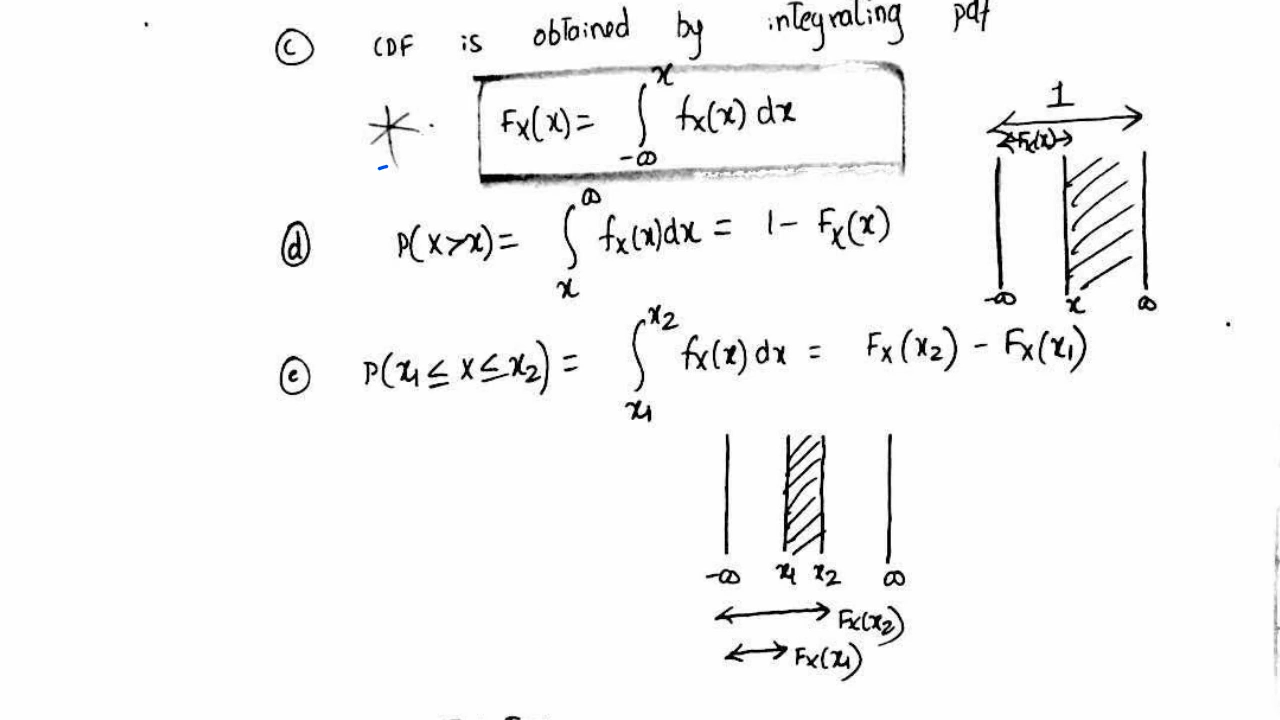 ⓒ CDF is obtained by integrating pdf
* Fx(x) = ∫_{-∞}^{x} fx(x) dx
1
Fx(x)
-∞ x ∞
ⓓ P(X>x) = ∫_{x}^{∞} fx(x)dx = 1 - Fx(x)
ⓔ P(x1 ≤ X ≤ x2) = ∫_{x1}^{x2} fx(x) dx = Fx(x2) - Fx(x1)
-∞ x1 x2 ∞
Fx(x2)
Fx(x1)